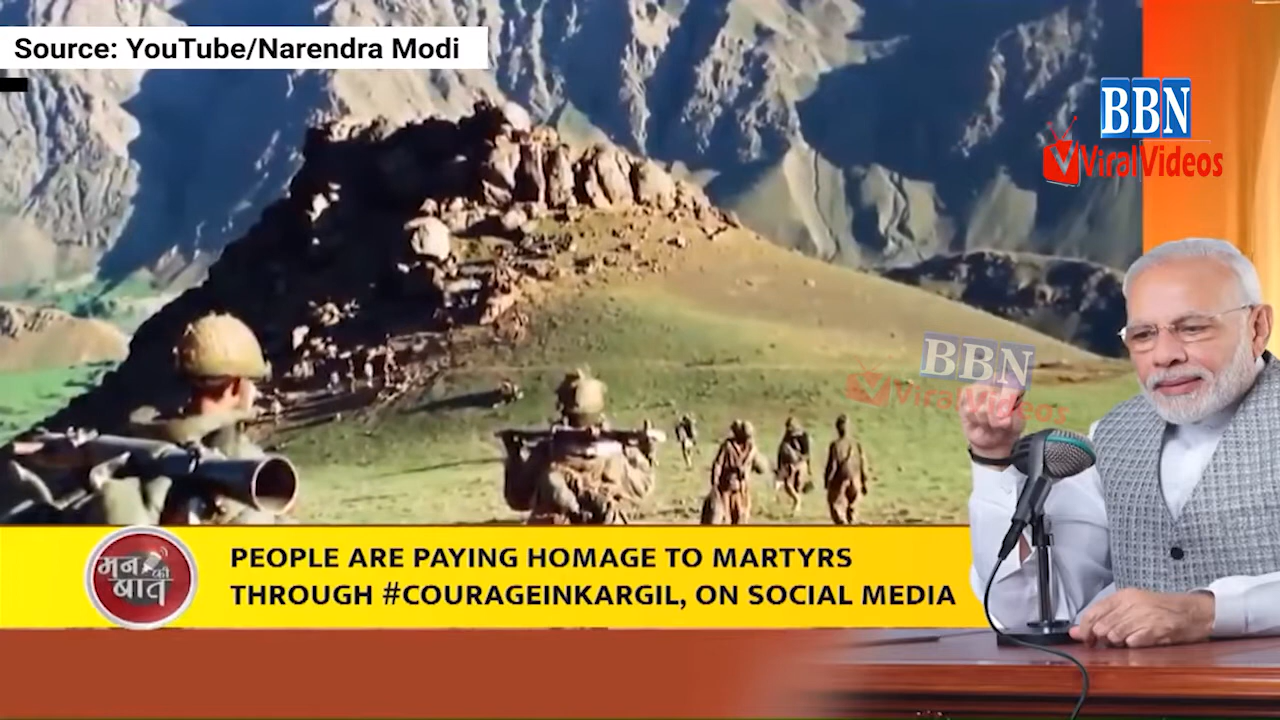 Source: YouTube/Narendra Modi
BBN
ViralVideos
BBN
ViralVideos
मन की बात
PEOPLE ARE PAYING HOMAGE TO MARTYRS
THROUGH #COURAGEINKARGIL, ON SOCIAL MEDIA